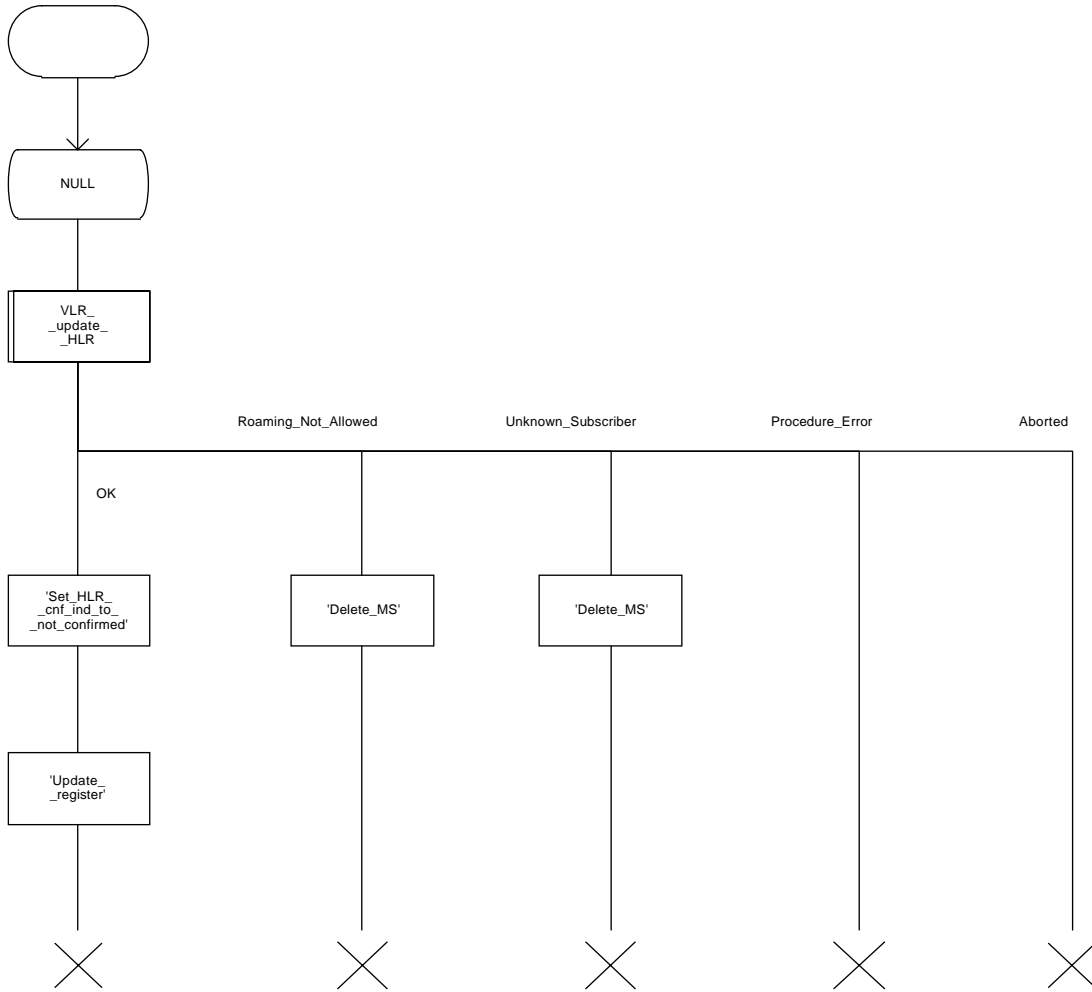 NULL
VLR_
_update_
_HLR
Roaming_Not_Allowed
Unknown_Subscriber
Procedure_Error
Aborted
OK
'Set_HLR_
_cnf_ind_to_
_not_confirmed'
'Delete_MS'
'Delete_MS'
'Update_
_register'